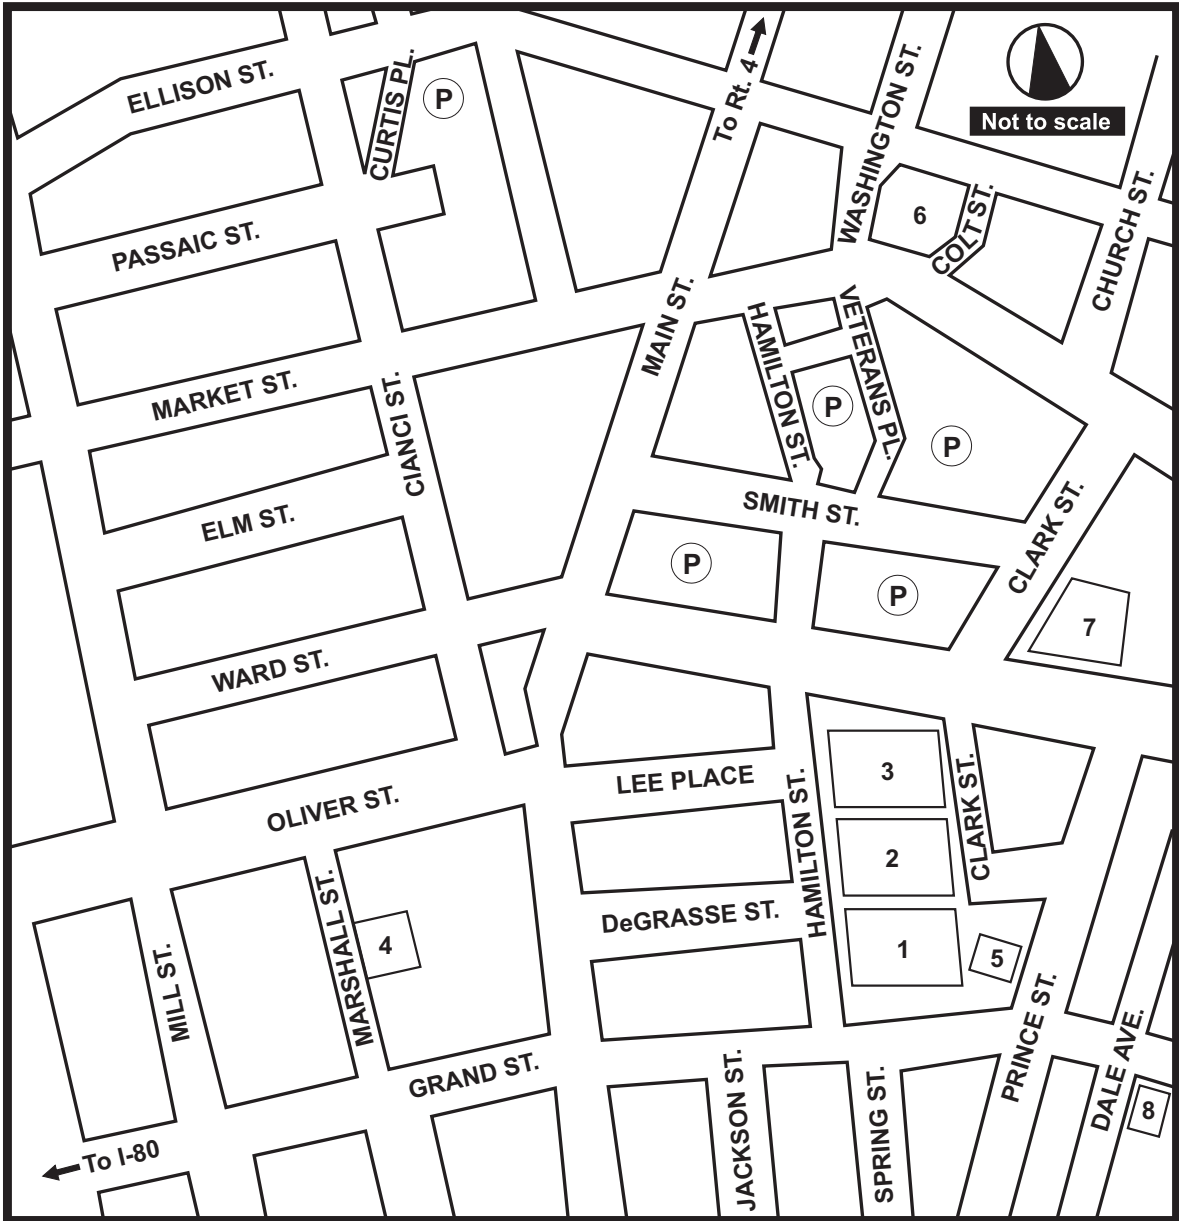 ELLISON ST.
CURTIS PL.
P
To Rt. 4
WASHINGTON ST.
Not to scale
PASSAIC ST.
6
COLT ST.
CHURCH ST.
MARKET ST.
CIANCI ST.
MAIN ST.
HAMILTON ST.
VETERANS PL.
P
P
ELM ST.
SMITH ST.
CLARK ST.
P
P
7
WARD ST.
OLIVER ST.
LEE PLACE
3
HAMILTON ST.
2
CLARK ST.
DeGRASSE ST.
1
5
MILL ST.
MARSHALL ST.
4
GRAND ST.
JACKSON ST.
SPRING ST.
PRINCE ST.
DALE AVE.
8
To I-80